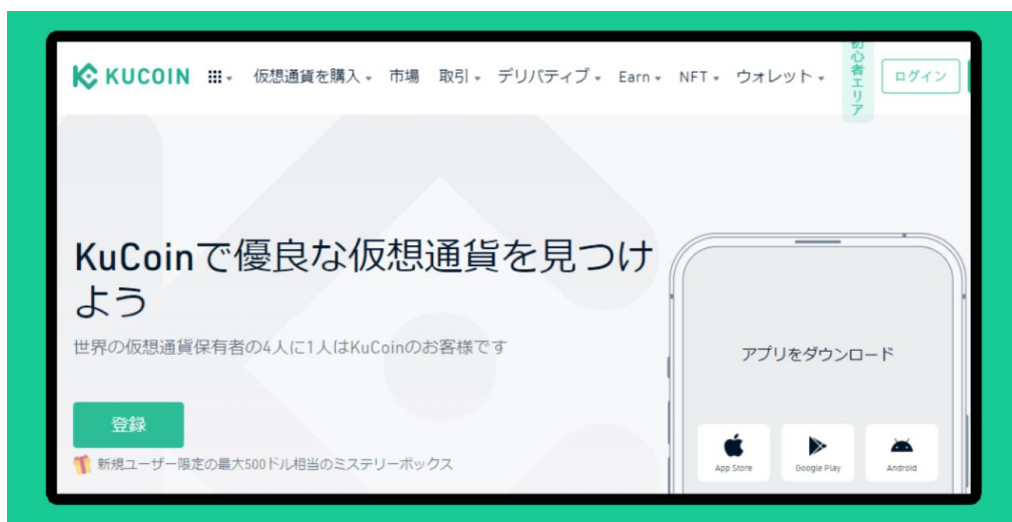 KUCOIN 仮想通貨を購入 市場 取引 デリバティブ Earn NFT ウォレット 初心者エリア ログイン
KuCoinで優良な仮想通貨を見つけ
よう
世界の仮想通貨保有者の4人に1人はKuCoinのお客様です
登録
新規ユーザー限定の最大500ドル相当のミステリーボックス
アプリをダウンロード
App Store Google Play Android